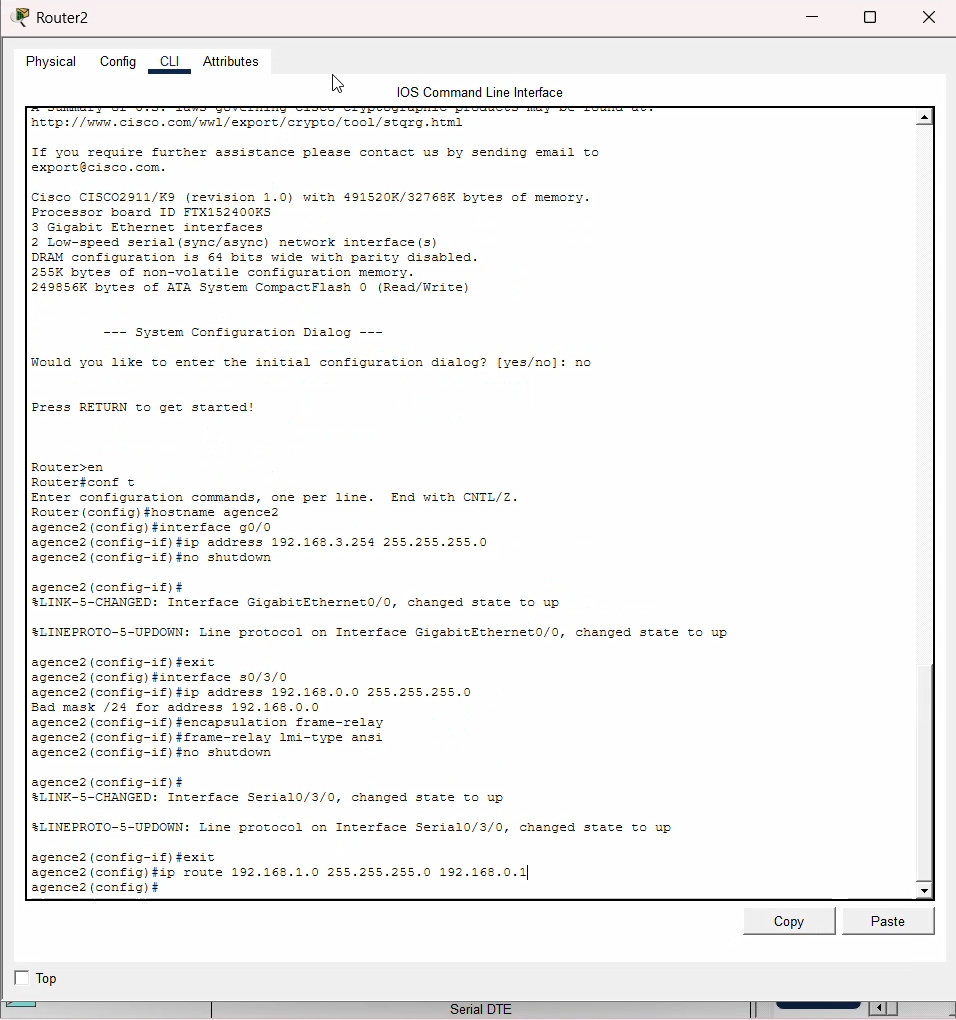 Router2
Physical Config CLI Attributes
IOS Command Line Interface
A summary of U.S. laws governing Cisco cryptographic products may be found at:
http://www.cisco.com/wwl/export/crypto/tool/stqrg.html
If you require further assistance please contact us by sending email to
export@cisco.com.
Cisco CISCO2911/K9 (revision 1.0) with 491520K/32768K bytes of memory.
Processor board ID FTX152400KS
3 Gigabit Ethernet interfaces
2 Low-speed serial(sync/async) network interface(s)
DRAM configuration is 64 bits wide with parity disabled.
255K bytes of non-volatile configuration memory.
249856K bytes of ATA System CompactFlash 0 (Read/Write)
--- System Configuration Dialog ---
Would you like to enter the initial configuration dialog? [yes/no]: no
Press RETURN to get started!
Router>en
Router#conf t
Enter configuration commands, one per line. End with CNTL/Z.
Router(config)#hostname agence2
agence2(config)#interface g0/0
agence2(config-if)#ip address 192.168.3.254 255.255.255.0
agence2(config-if)#no shutdown
agence2(config-if)#
%LINK-5-CHANGED: Interface GigabitEthernet0/0, changed state to up
%LINEPROTO-5-UPDOWN: Line protocol on Interface GigabitEthernet0/0, changed state to up
agence2(config-if)#exit
agence2(config)#interface s0/3/0
agence2(config-if)#ip address 192.168.0.0 255.255.255.0
Bad mask /24 for address 192.168.0.0
agence2(config-if)#encapsulation frame-relay
agence2(config-if)#frame-relay lmi-type ansi
agence2(config-if)#no shutdown
agence2(config-if)#
%LINK-5-CHANGED: Interface Serial0/3/0, changed state to up
%LINEPROTO-5-UPDOWN: Line protocol on Interface Serial0/3/0, changed state to up
agence2(config-if)#exit
agence2(config)#ip route 192.168.1.0 255.255.255.0 192.168.0.1
agence2(config)#
Copy Paste
Top
Serial DTE